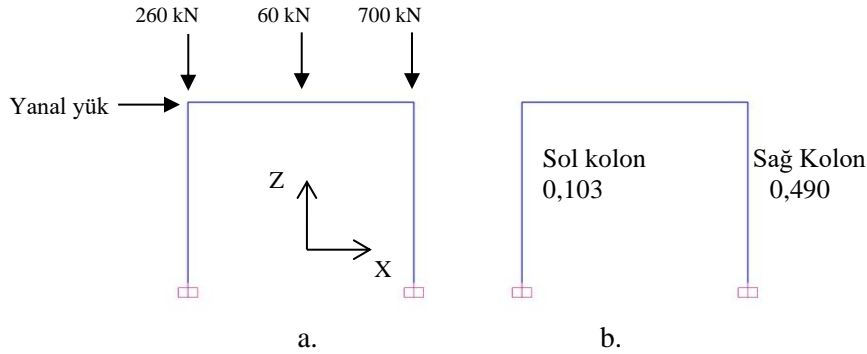 260 kN 60 kN 700 kN
Yanal yük
Sol kolon
0,103
Sağ Kolon
0,490
Z
X
a.
b.